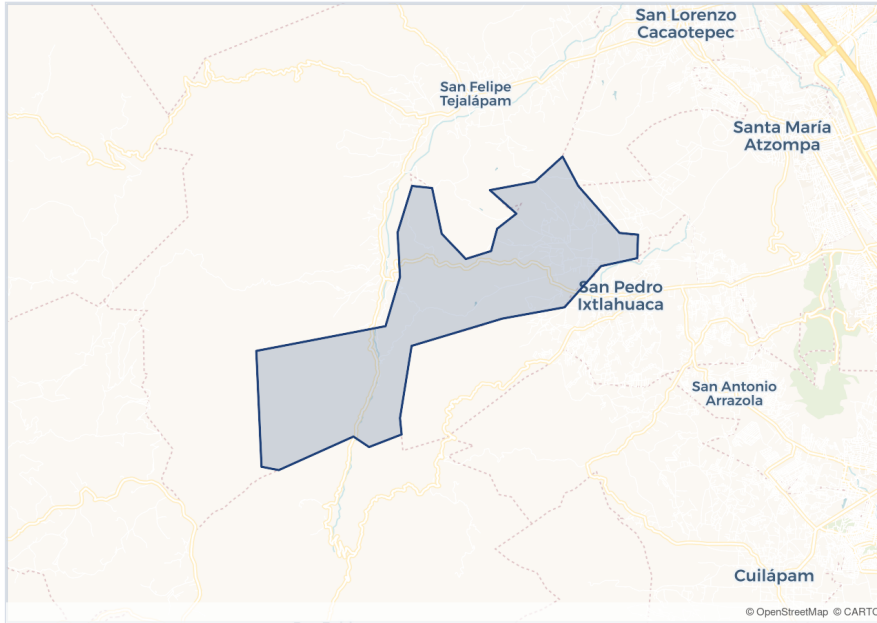 San Lorenzo
Cacaotepec
San Felipe
Tejalápam
Santa María
Atzompa
San Pedro
Ixtlahuaca
San Antonio
Arrazola
Cuilápam
© OpenStreetMap © CARTO